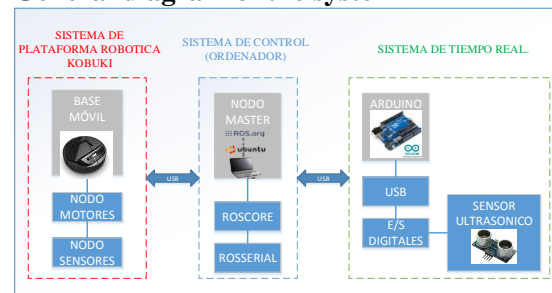 SISTEMA DE
PLATAFORMA ROBOTICA
KOBUKI
BASE
MÓVIL
NODO
MOTORES
NODO
SENSORES
USB
SISTEMA DE CONTROL
(ORDENADOR)
NODO
MASTER
ROS.org
ubuntu
ROSCORE
ROSSERIAL
USB
SISTEMA DE TIEMPO REAL.
ARDUINO
USB
E/S
DIGITALES
SENSOR
ULTRASONICO